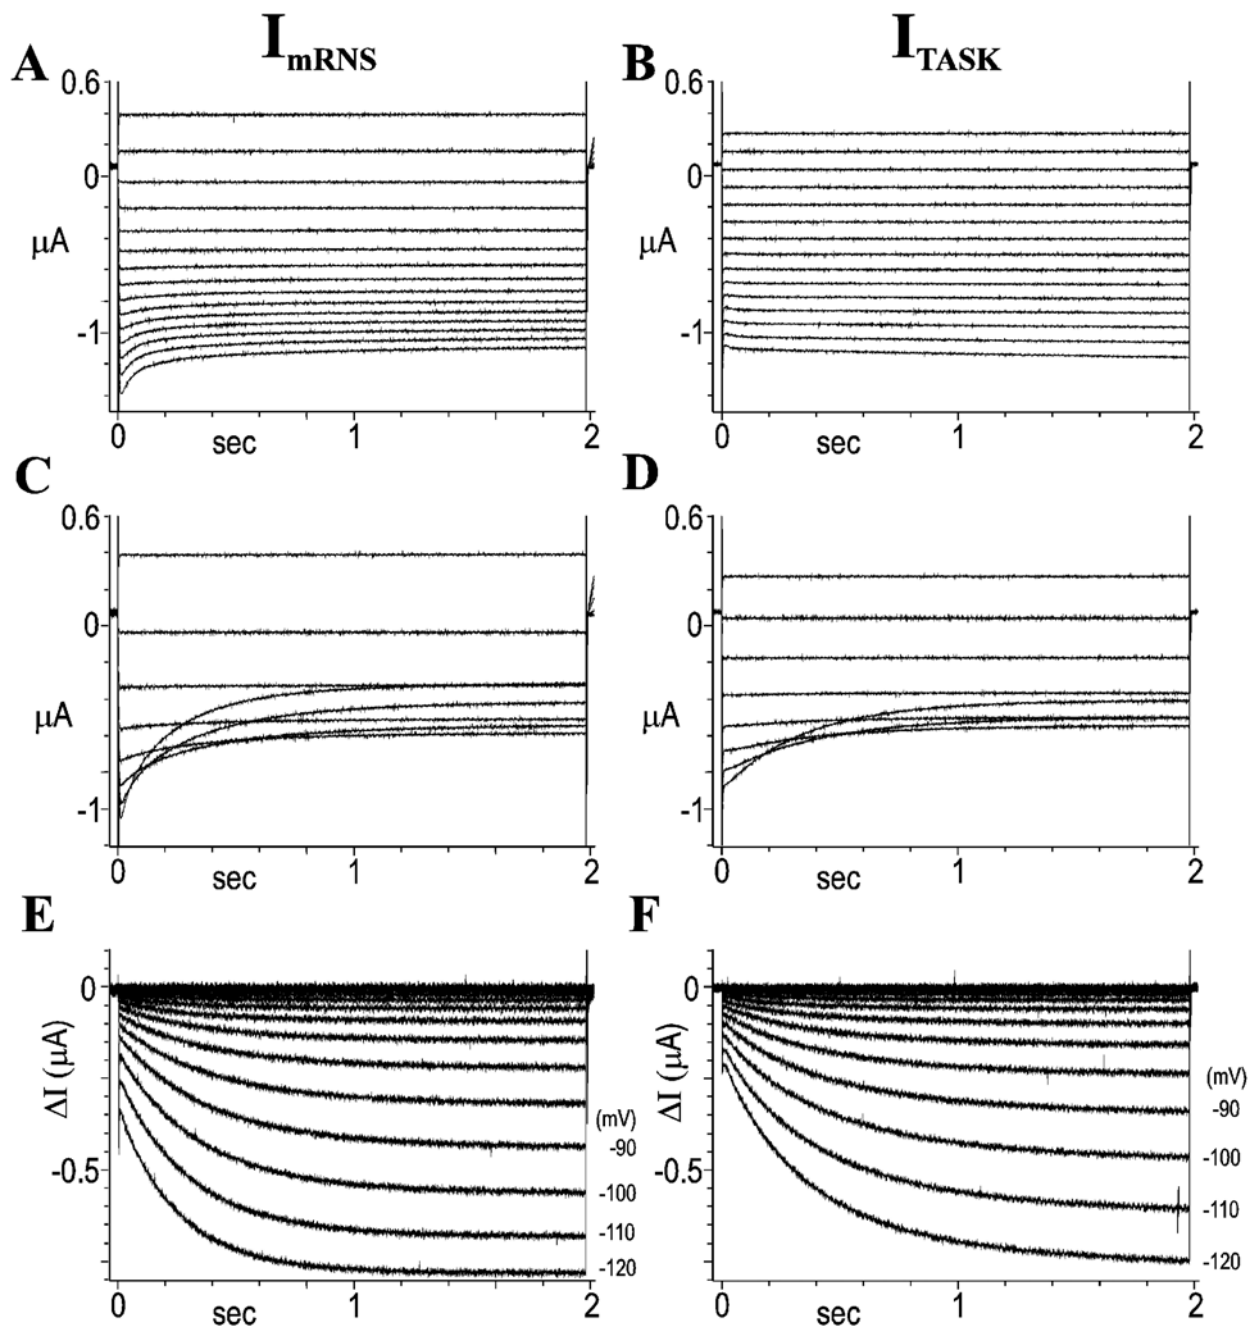 I mRNS I TASK
A B
0.6 0.6
0 0
μA μA
-1 -1
0 sec 1 2 0 sec 1 2
C D
0.6 0.6
0 0
μA μA
-1 -1
0 sec 1 2 0 sec 1 2
E F
0 0
ΔI (μA) ΔI (μA)
(mV) (mV)
-90 -90
-0.5 -0.5
-100 -100
-110 -110
-120 -120
0 sec 1 2 0 sec 1 2